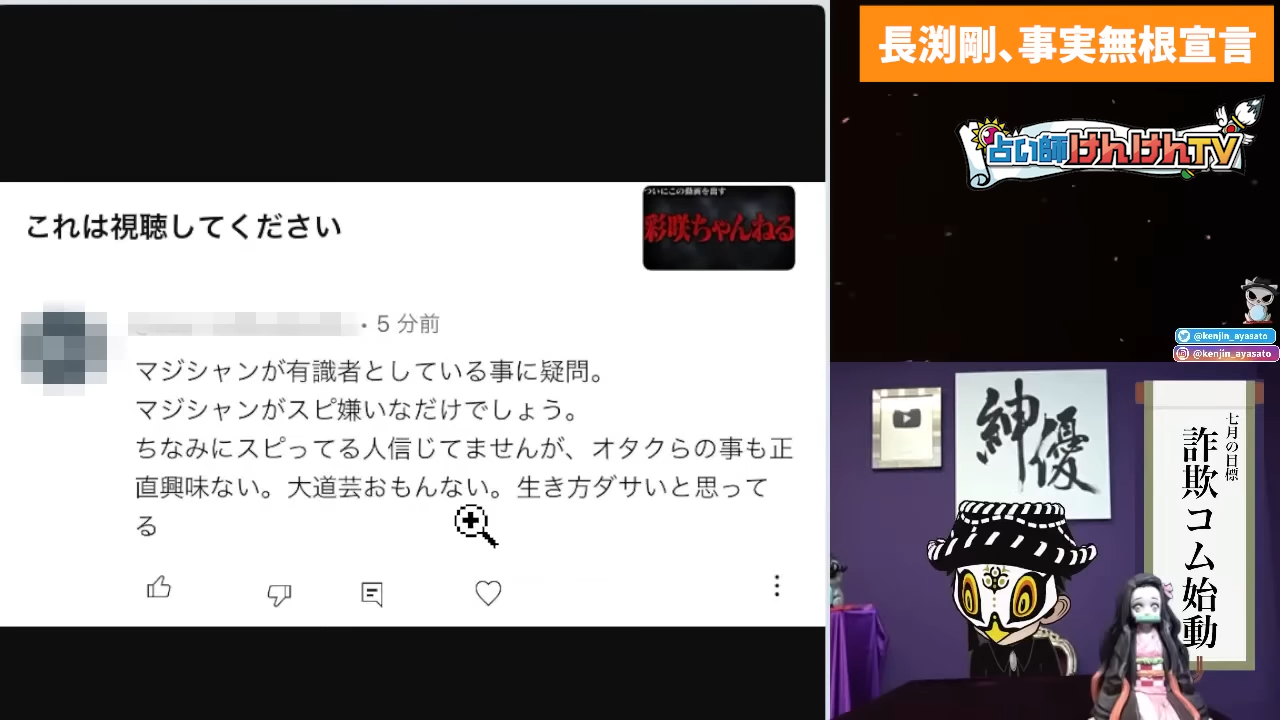 長渕剛、事実無根宣言
占い師けんけんTV
ついにこの動画を出す
彩咲ちゃんねる
これは視聴してください
・5 分前
マジシャンが有識者としている事に疑問。
マジシャンがスピ嫌いなだけでしょう。
ちなみにスピってる人信じてませんが、オタクらの事も正
直興味ない。大道芸おもんない。生き方ダサいと思って
る
@kenjin_ayasato
@kenjin_ayasato
紳優
七月の目標
詐欺コム始動